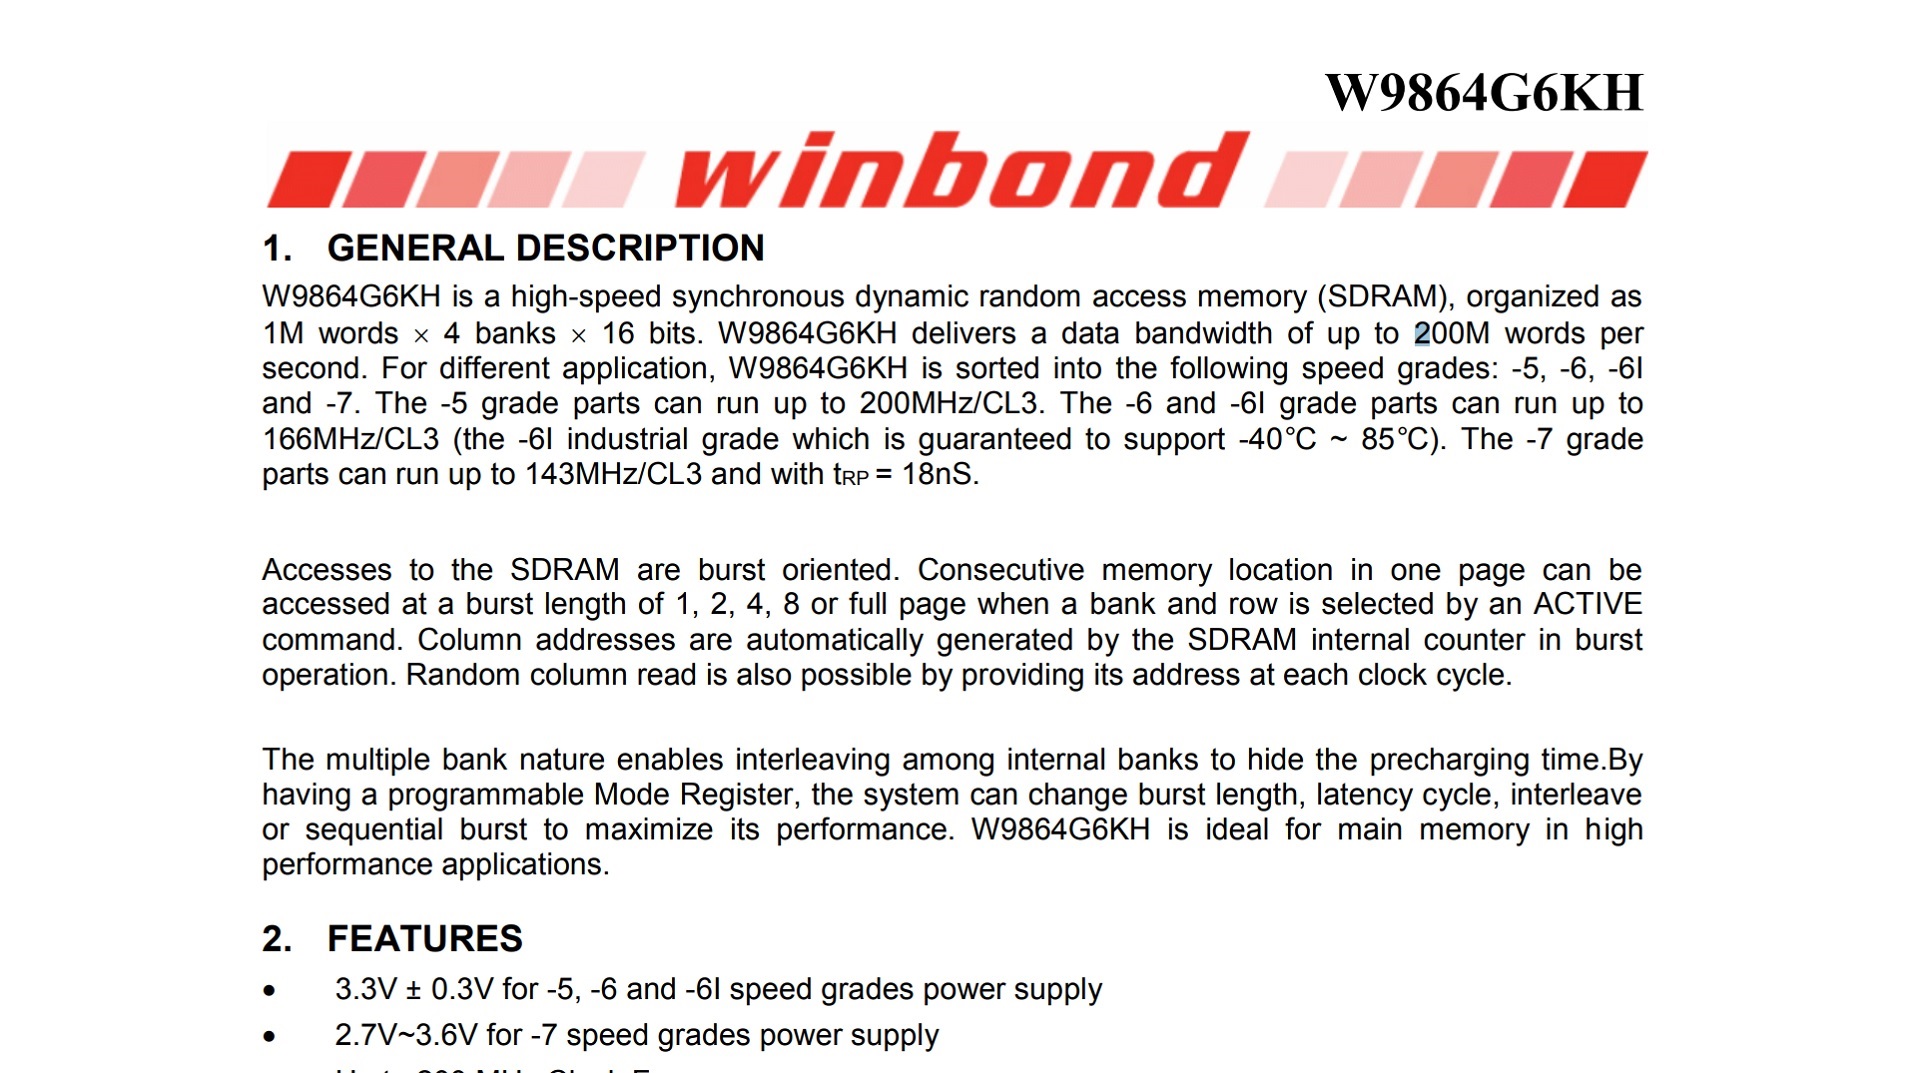 W9864G6KH
winbond
1. GENERAL DESCRIPTION
W9864G6KH is a high-speed synchronous dynamic random access memory (SDRAM), organized as
1M words × 4 banks × 16 bits. W9864G6KH delivers a data bandwidth of up to 200M words per
second. For different application, W9864G6KH is sorted into the following speed grades: -5, -6, -6I
and -7. The -5 grade parts can run up to 200MHz/CL3. The -6 and -6I grade parts can run up to
166MHz/CL3 (the -6I industrial grade which is guaranteed to support -40°C ~ 85°C). The -7 grade
parts can run up to 143MHz/CL3 and with tRP = 18nS.
Accesses to the SDRAM are burst oriented. Consecutive memory location in one page can be
accessed at a burst length of 1, 2, 4, 8 or full page when a bank and row is selected by an ACTIVE
command. Column addresses are automatically generated by the SDRAM internal counter in burst
operation. Random column read is also possible by providing its address at each clock cycle.
The multiple bank nature enables interleaving among internal banks to hide the precharging time.By
having a programmable Mode Register, the system can change burst length, latency cycle, interleave
or sequential burst to maximize its performance. W9864G6KH is ideal for main memory in high
performance applications.
2. FEATURES
• 3.3V ± 0.3V for -5, -6 and -6I speed grades power supply
• 2.7V~3.6V for -7 speed grades power supply